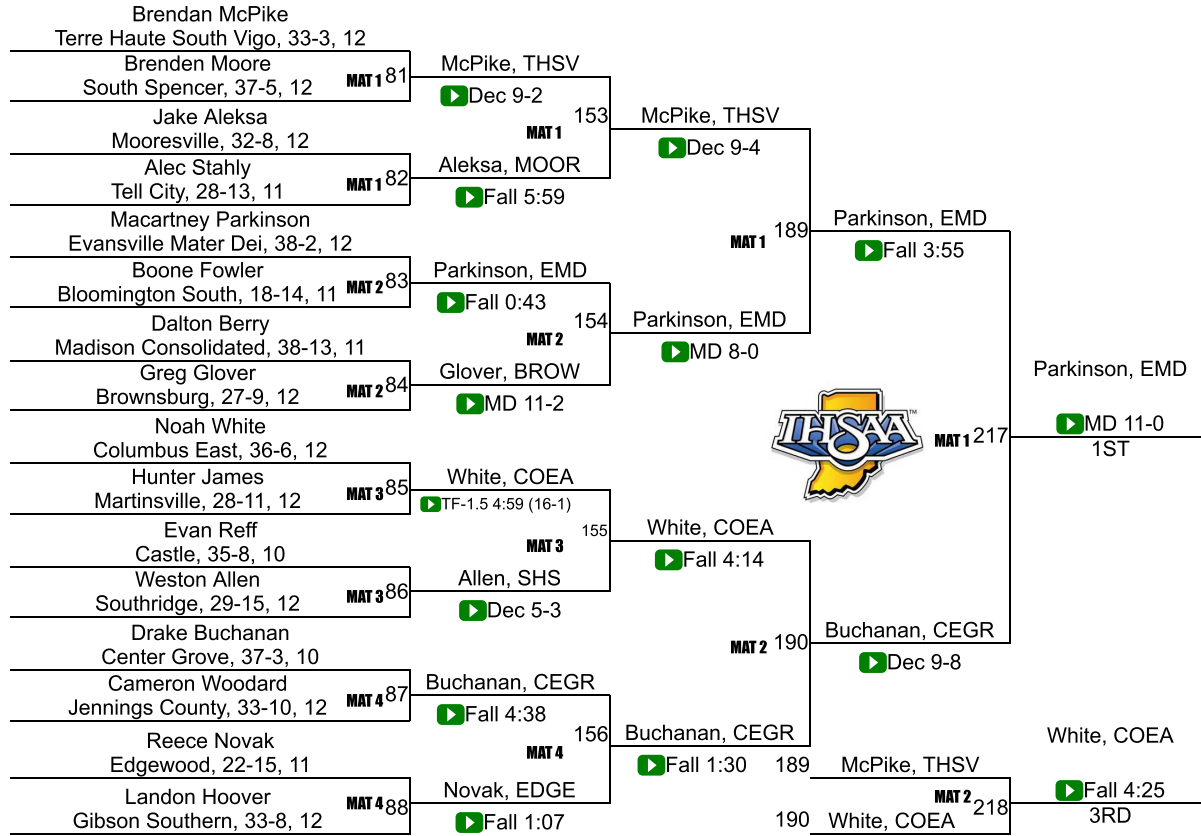 Brendan McPike
Terre Haute South Vigo, 33-3, 12
Brenden Moore
South Spencer, 37-5, 12
MAT 1 81
McPike, THSV
Dec 9-2
Jake Aleksa
Mooresville, 32-8, 12
Alec Stahly
Tell City, 28-13, 11
MAT 1 82
Aleksa, MOOR
Fall 5:59
MAT 1 153
McPike, THSV
Dec 9-4
Macartney Parkinson
Evansville Mater Dei, 38-2, 12
Boone Fowler
Bloomington South, 18-14, 11
MAT 2 83
Parkinson, EMD
Fall 0:43
Dalton Berry
Madison Consolidated, 38-13, 11
Greg Glover
Brownsburg, 27-9, 12
MAT 2 84
Glover, BROW
MD 11-2
MAT 2 154
Parkinson, EMD
MD 8-0
MAT 1 189
Parkinson, EMD
Fall 3:55
Noah White
Columbus East, 36-6, 12
Hunter James
Martinsville, 28-11, 12
MAT 3 85
White, COEA
TF-1.5 4:59 (16-1)
Evan Reff
Castle, 35-8, 10
Weston Allen
Southridge, 29-15, 12
MAT 3 86
Allen, SHS
Dec 5-3
MAT 3 155
White, COEA
Fall 4:14
Drake Buchanan
Center Grove, 37-3, 10
Cameron Woodard
Jennings County, 33-10, 12
MAT 4 87
Buchanan, CEGR
Fall 4:38
Reece Novak
Edgewood, 22-15, 11
Landon Hoover
Gibson Southern, 33-8, 12
MAT 4 88
Novak, EDGE
Fall 1:07
MAT 4 156
Buchanan, CEGR
Fall 1:30
MAT 2 190
Buchanan, CEGR
Dec 9-8
IHSAA™
MAT 1 217
Parkinson, EMD
MD 11-0
1ST
189 McPike, THSV
190 White, COEA
MAT 2 218
White, COEA
Fall 4:25
3RD